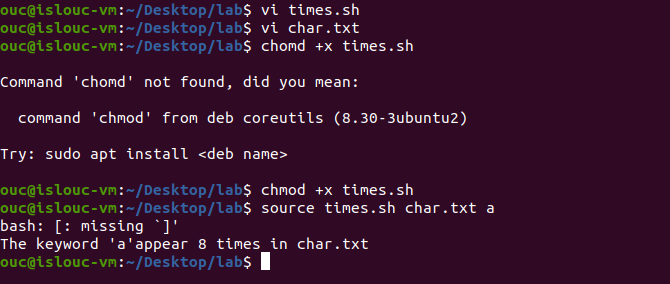 ouc@islouc-vm:~/Desktop/lab$ vi times.sh
ouc@islouc-vm:~/Desktop/lab$ vi char.txt
ouc@islouc-vm:~/Desktop/lab$ chomd +x times.sh
Command 'chomd' not found, did you mean:
command 'chmod' from deb coreutils (8.30-3ubuntu2)
Try: sudo apt install <deb name>
ouc@islouc-vm:~/Desktop/lab$ chmod +x times.sh
ouc@islouc-vm:~/Desktop/lab$ source times.sh char.txt a
bash: [: missing `]'
The keyword 'a'appear 8 times in char.txt
ouc@islouc-vm:~/Desktop/lab$